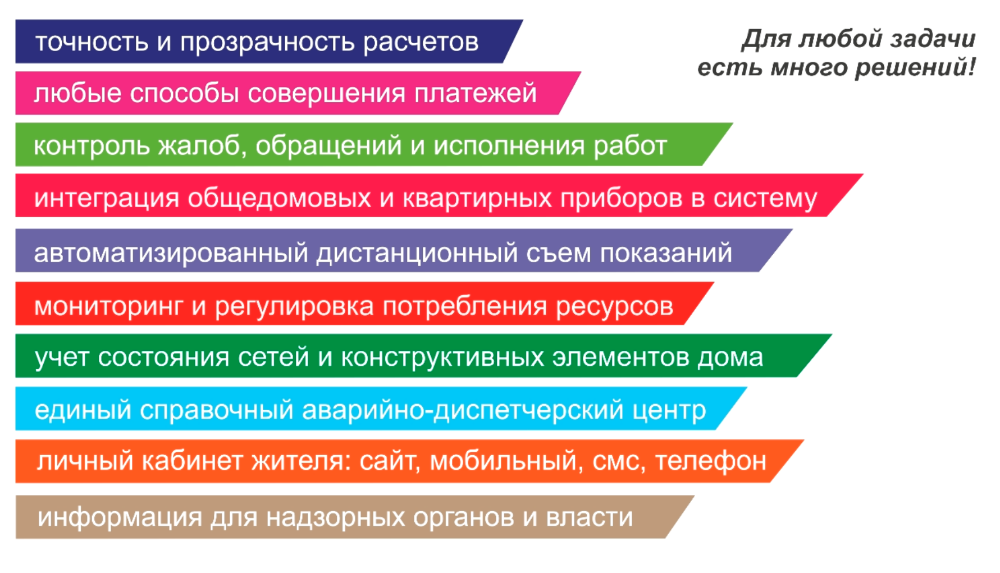 точность и прозрачность расчетов
Для любой задачи
есть много решений!
любые способы совершения платежей
контроль жалоб, обращений и исполнения работ
интеграция общедомовых и квартирных приборов в систему
автоматизированный дистанционный съем показаний
мониторинг и регулировка потребления ресурсов
учет состояния сетей и конструктивных элементов дома
единый справочный аварийно-диспетчерский центр
личный кабинет жителя: сайт, мобильный, смс, телефон
информация для надзорных органов и власти